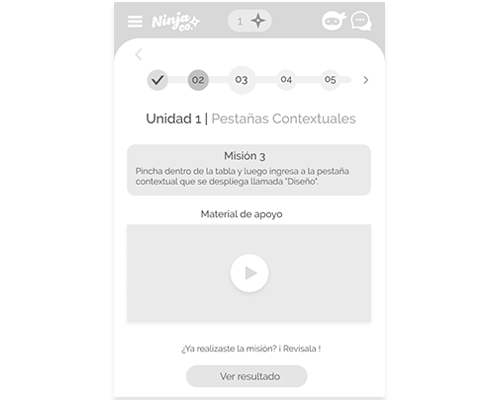 Ninja
co.
1
02
03
04
05
Unidad 1 | Pestañas Contextuales
Misión 3
Pincha dentro de la tabla y luego ingresa a la pestaña
contextual que se despliega llamada "Diseño".
Material de apoyo
¿Ya realizaste la misión? ¡ Revísala !
Ver resultado